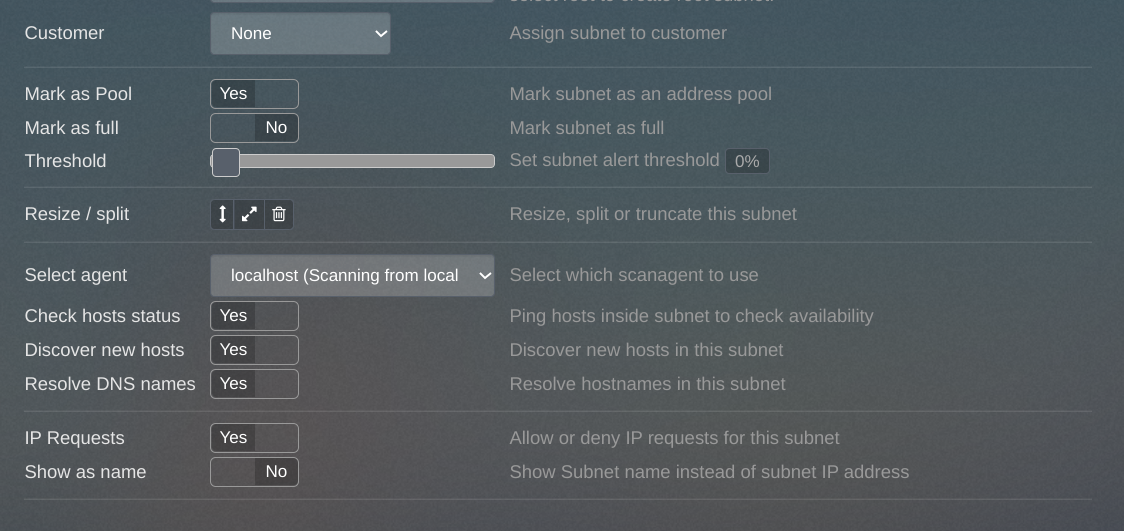 Customer None Assign subnet to customer
Mark as Pool Yes Mark subnet as an address pool
Mark as full No Mark subnet as full
Threshold Set subnet alert threshold 0%
Resize / split Resize, split or truncate this subnet
Select agent localhost (Scanning from local Select which scanagent to use
Check hosts status Yes Ping hosts inside subnet to check availability
Discover new hosts Yes Discover new hosts in this subnet
Resolve DNS names Yes Resolve hostnames in this subnet
IP Requests Yes Allow or deny IP requests for this subnet
Show as name No Show Subnet name instead of subnet IP address